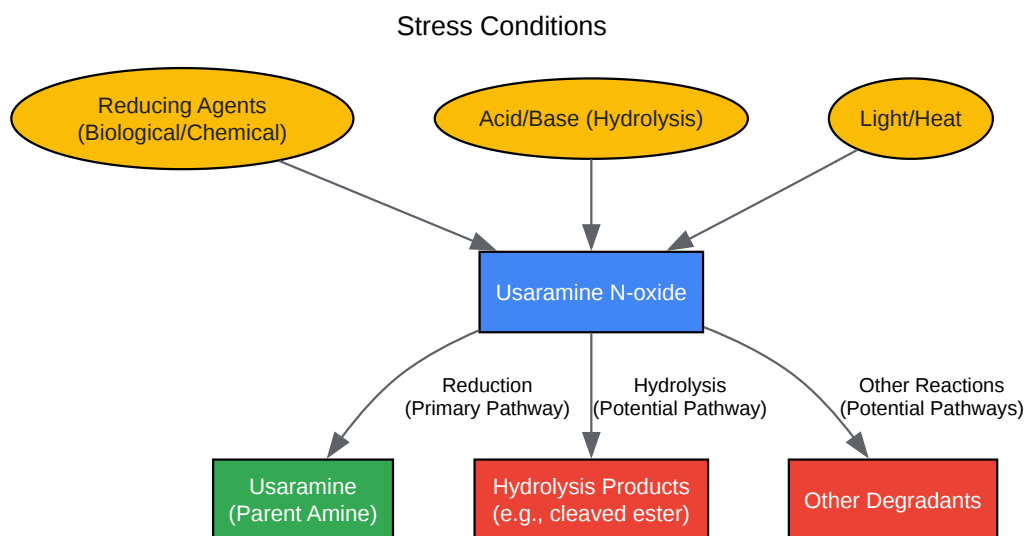 Stress Conditions
Reducing Agents
(Biological/Chemical)
Acid/Base (Hydrolysis)
Light/Heat
Usaramine N-oxide
Reduction
(Primary Pathway)
Hydrolysis
(Potential Pathway)
Other Reactions
(Potential Pathways)
Usaramine
(Parent Amine)
Hydrolysis Products
(e.g., cleaved ester)
Other Degradants